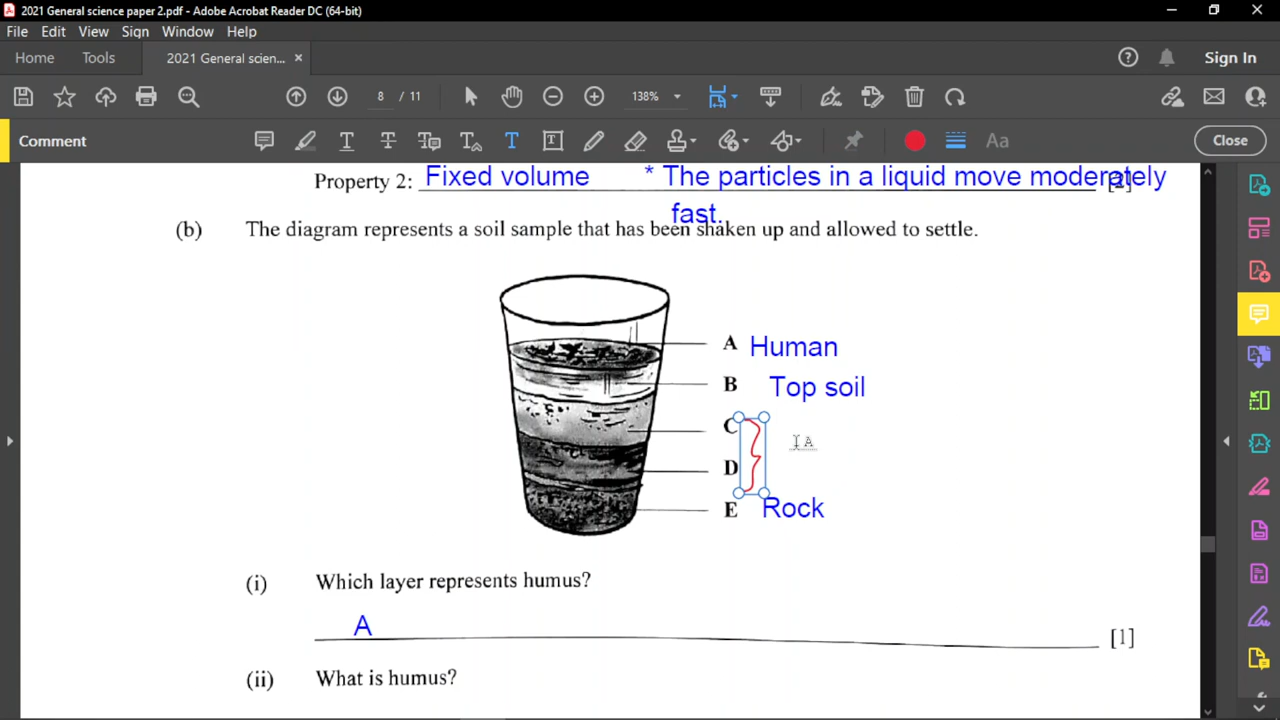 2021 General science paper 2.pdf - Adobe Acrobat Reader DC (64-bit)
File Edit View Sign Window Help
Home Tools 2021 General scien... × Sign In
8 / 11 138%
Comment Aa Close
Property 2: Fixed volume * The particles in a liquid move moderately [2]
fast.
(b) The diagram represents a soil sample that has been shaken up and allowed to settle.
A Human
B Top soil
C
D
E Rock
(i) Which layer represents humus?
A
[1]
(ii) What is humus?